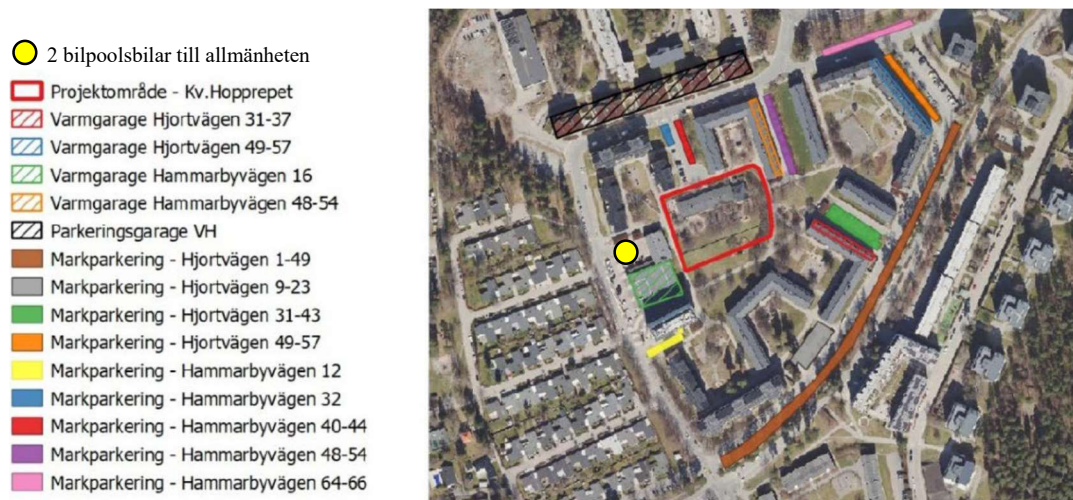 2 bilpoolsbilar till allmänheten
Projektområde - Kv.Hopprepet
Varmgarage Hjortvägen 31-37
Varmgarage Hjortvägen 49-57
Varmgarage Hammarbyvägen 16
Varmgarage Hammarbyvägen 48-54
Parkeringsgarage VH
Markparkering - Hjortvägen 1-49
Markparkering - Hjortvägen 9-23
Markparkering - Hjortvägen 31-43
Markparkering - Hjortvägen 49-57
Markparkering - Hammarbyvägen 12
Markparkering - Hammarbyvägen 32
Markparkering - Hammarbyvägen 40-44
Markparkering - Hammarbyvägen 48-54
Markparkering - Hammarbyvägen 64-66